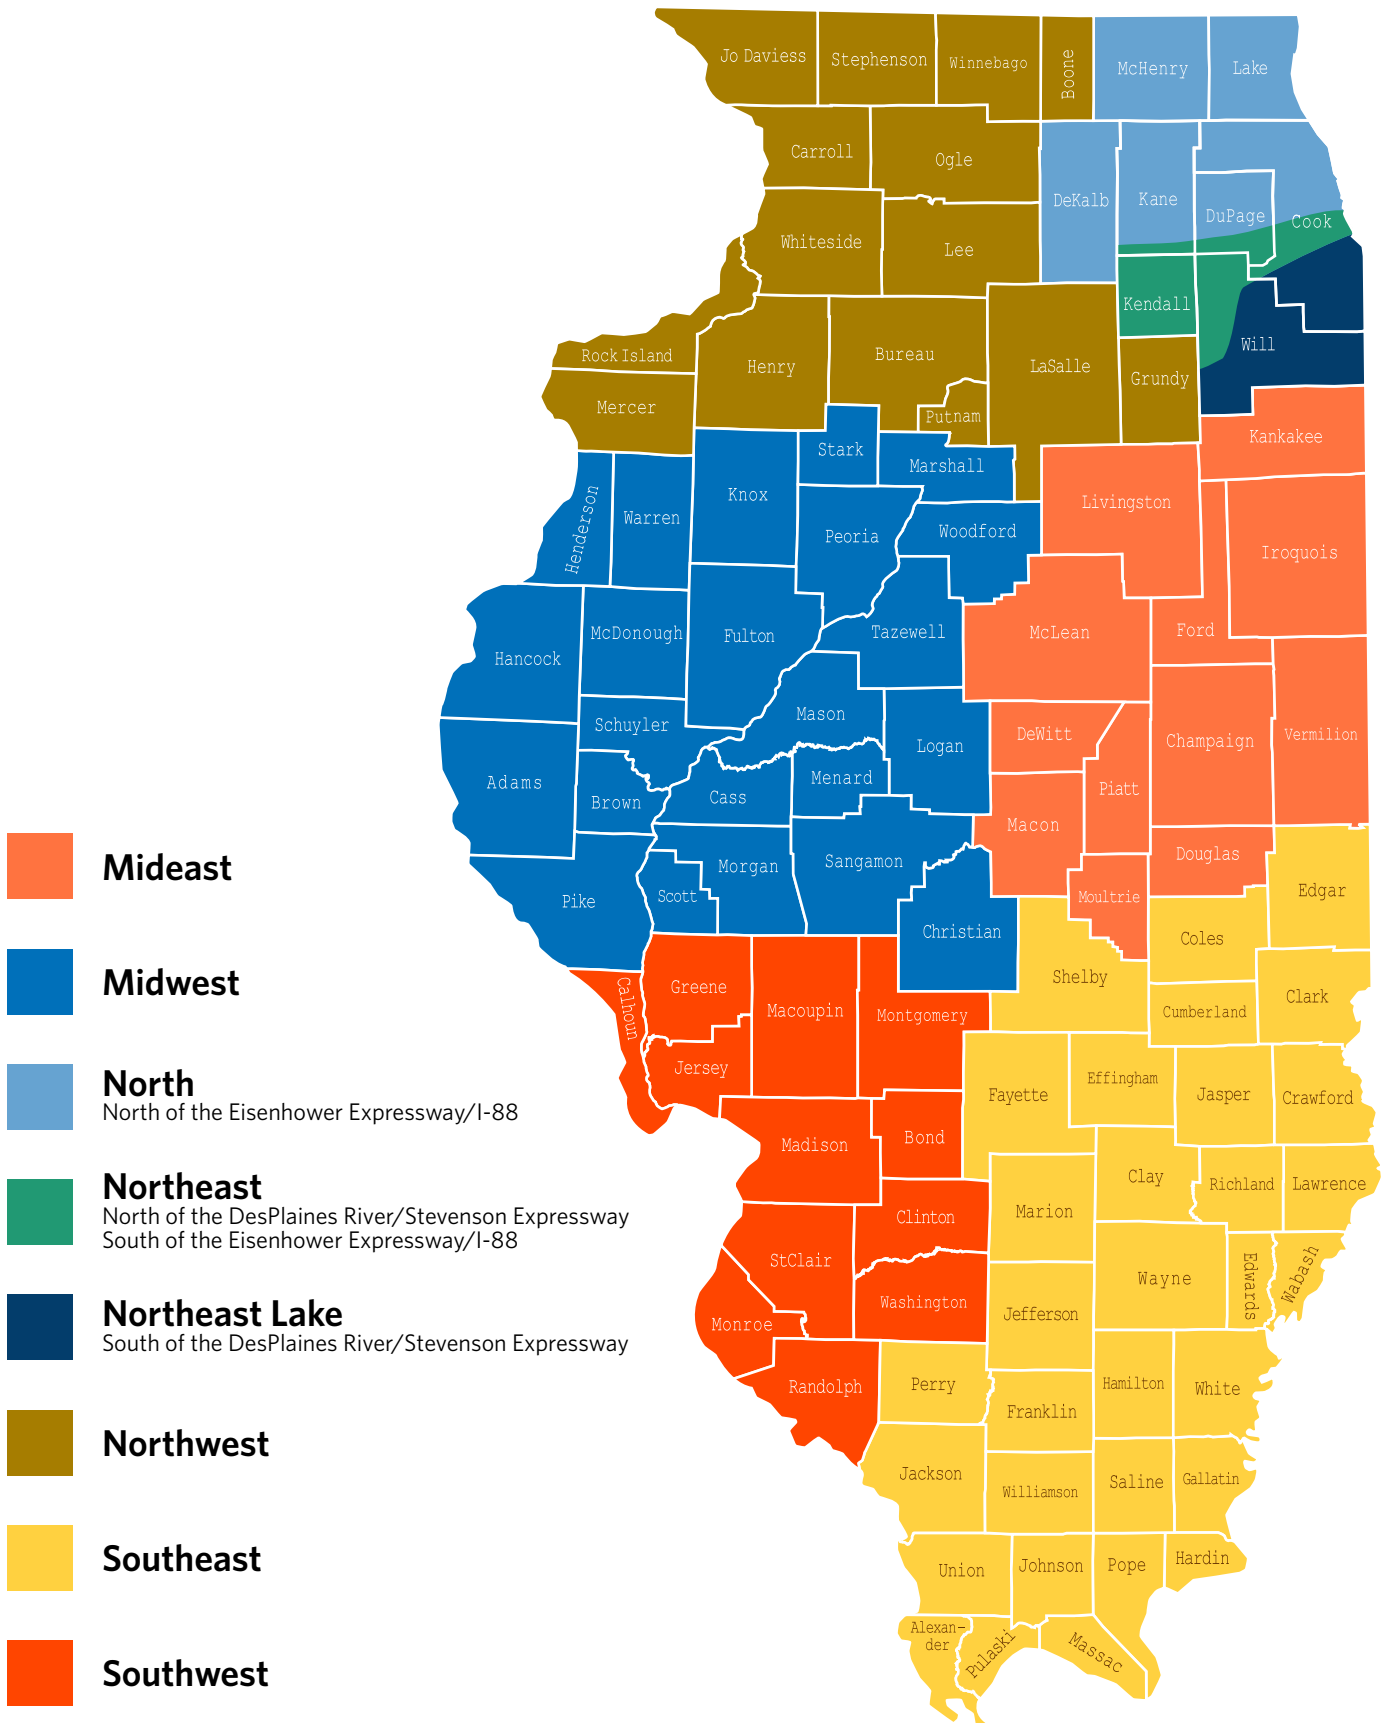 Jo Daviess
Stephenson
Winnebago
Boone
McHenry
Lake
Carroll
Ogle
DeKalb
Kane
DuPage
Cook
Whiteside
Lee
Kendall
Will
Rock Island
Henry
Bureau
LaSalle
Grundy
Mercer
Putnam
Kankakee
Stark
Marshall
Knox
Livingston
Henderson
Warren
Peoria
Woodford
Iroquois
McDonough
Fulton
Tazewell
McLean
Ford
Hancock
Mason
Schuyler
Logan
DeWitt
Champaign
Vermilion
Adams
Menard
Piatt
Brown
Cass
Macon
Mideast
Morgan
Sangamon
Douglas
Edgar
Pike
Scott
Moultrie
Christian
Coles
Midwest
Greene
Shelby
Calhoun
Macoupin
Montgomery
Cumberland
Clark
Jersey
Fayette
Effingham
Jasper
Crawford
North
North of the Eisenhower Expressway/I-88
Madison
Bond
Clay
Richland
Lawrence
Northeast
North of the DesPlaines River/Stevenson Expressway
South of the Eisenhower Expressway/I-88
Clinton
Marion
StClair
Wayne
Edwards
Wabash
Northeast Lake
South of the DesPlaines River/Stevenson Expressway
Washington
Jefferson
Monroe
Randolph
Perry
Hamilton
White
Franklin
Northwest
Jackson
Williamson
Saline
Gallatin
Southeast
Union
Johnson
Pope
Hardin
Alexan-
der
Pulaski
Massac
Southwest